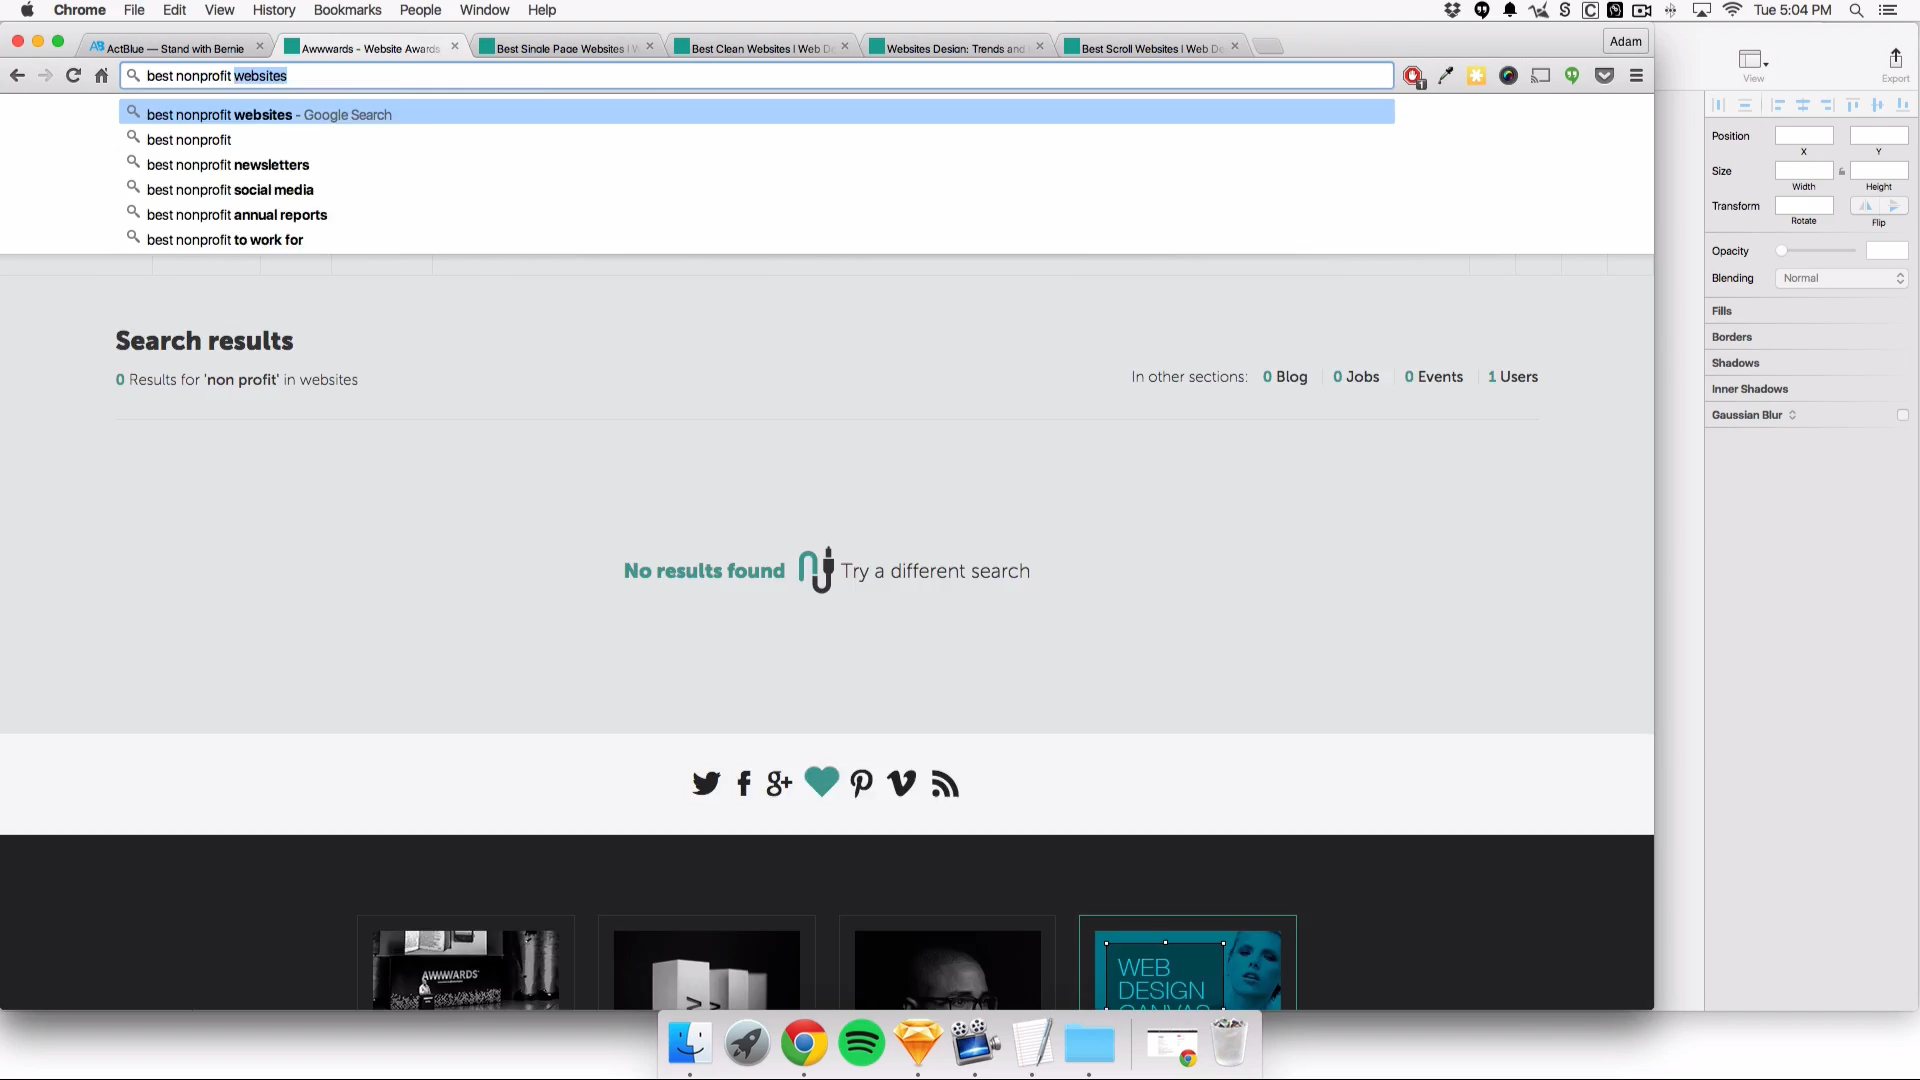 Chrome File Edit View History Bookmarks People Window Help Tue 5:04 PM
ActBlue — Stand with Bernie
Awwwards - Website Awards
Best Single Page Websites | W
Best Clean Websites | Web De
Websites Design: Trends and
Best Scroll Websites | Web De
Adam
best nonprofit websites
1
View
Export
best nonprofit websites - Google Search
best nonprofit
best nonprofit newsletters
best nonprofit social media
best nonprofit annual reports
best nonprofit to work for
Position
X Y
Size
Width Height
Transform
Rotate Flip
Opacity
Blending Normal
Fills
Borders
Shadows
Inner Shadows
Gaussian Blur
Search results
0 Results for 'non profit' in websites
In other sections: 0 Blog 0 Jobs 0 Events 1 Users
No results found Try a different search
AWWWARDS
WEB
DESIGN
CANVAS